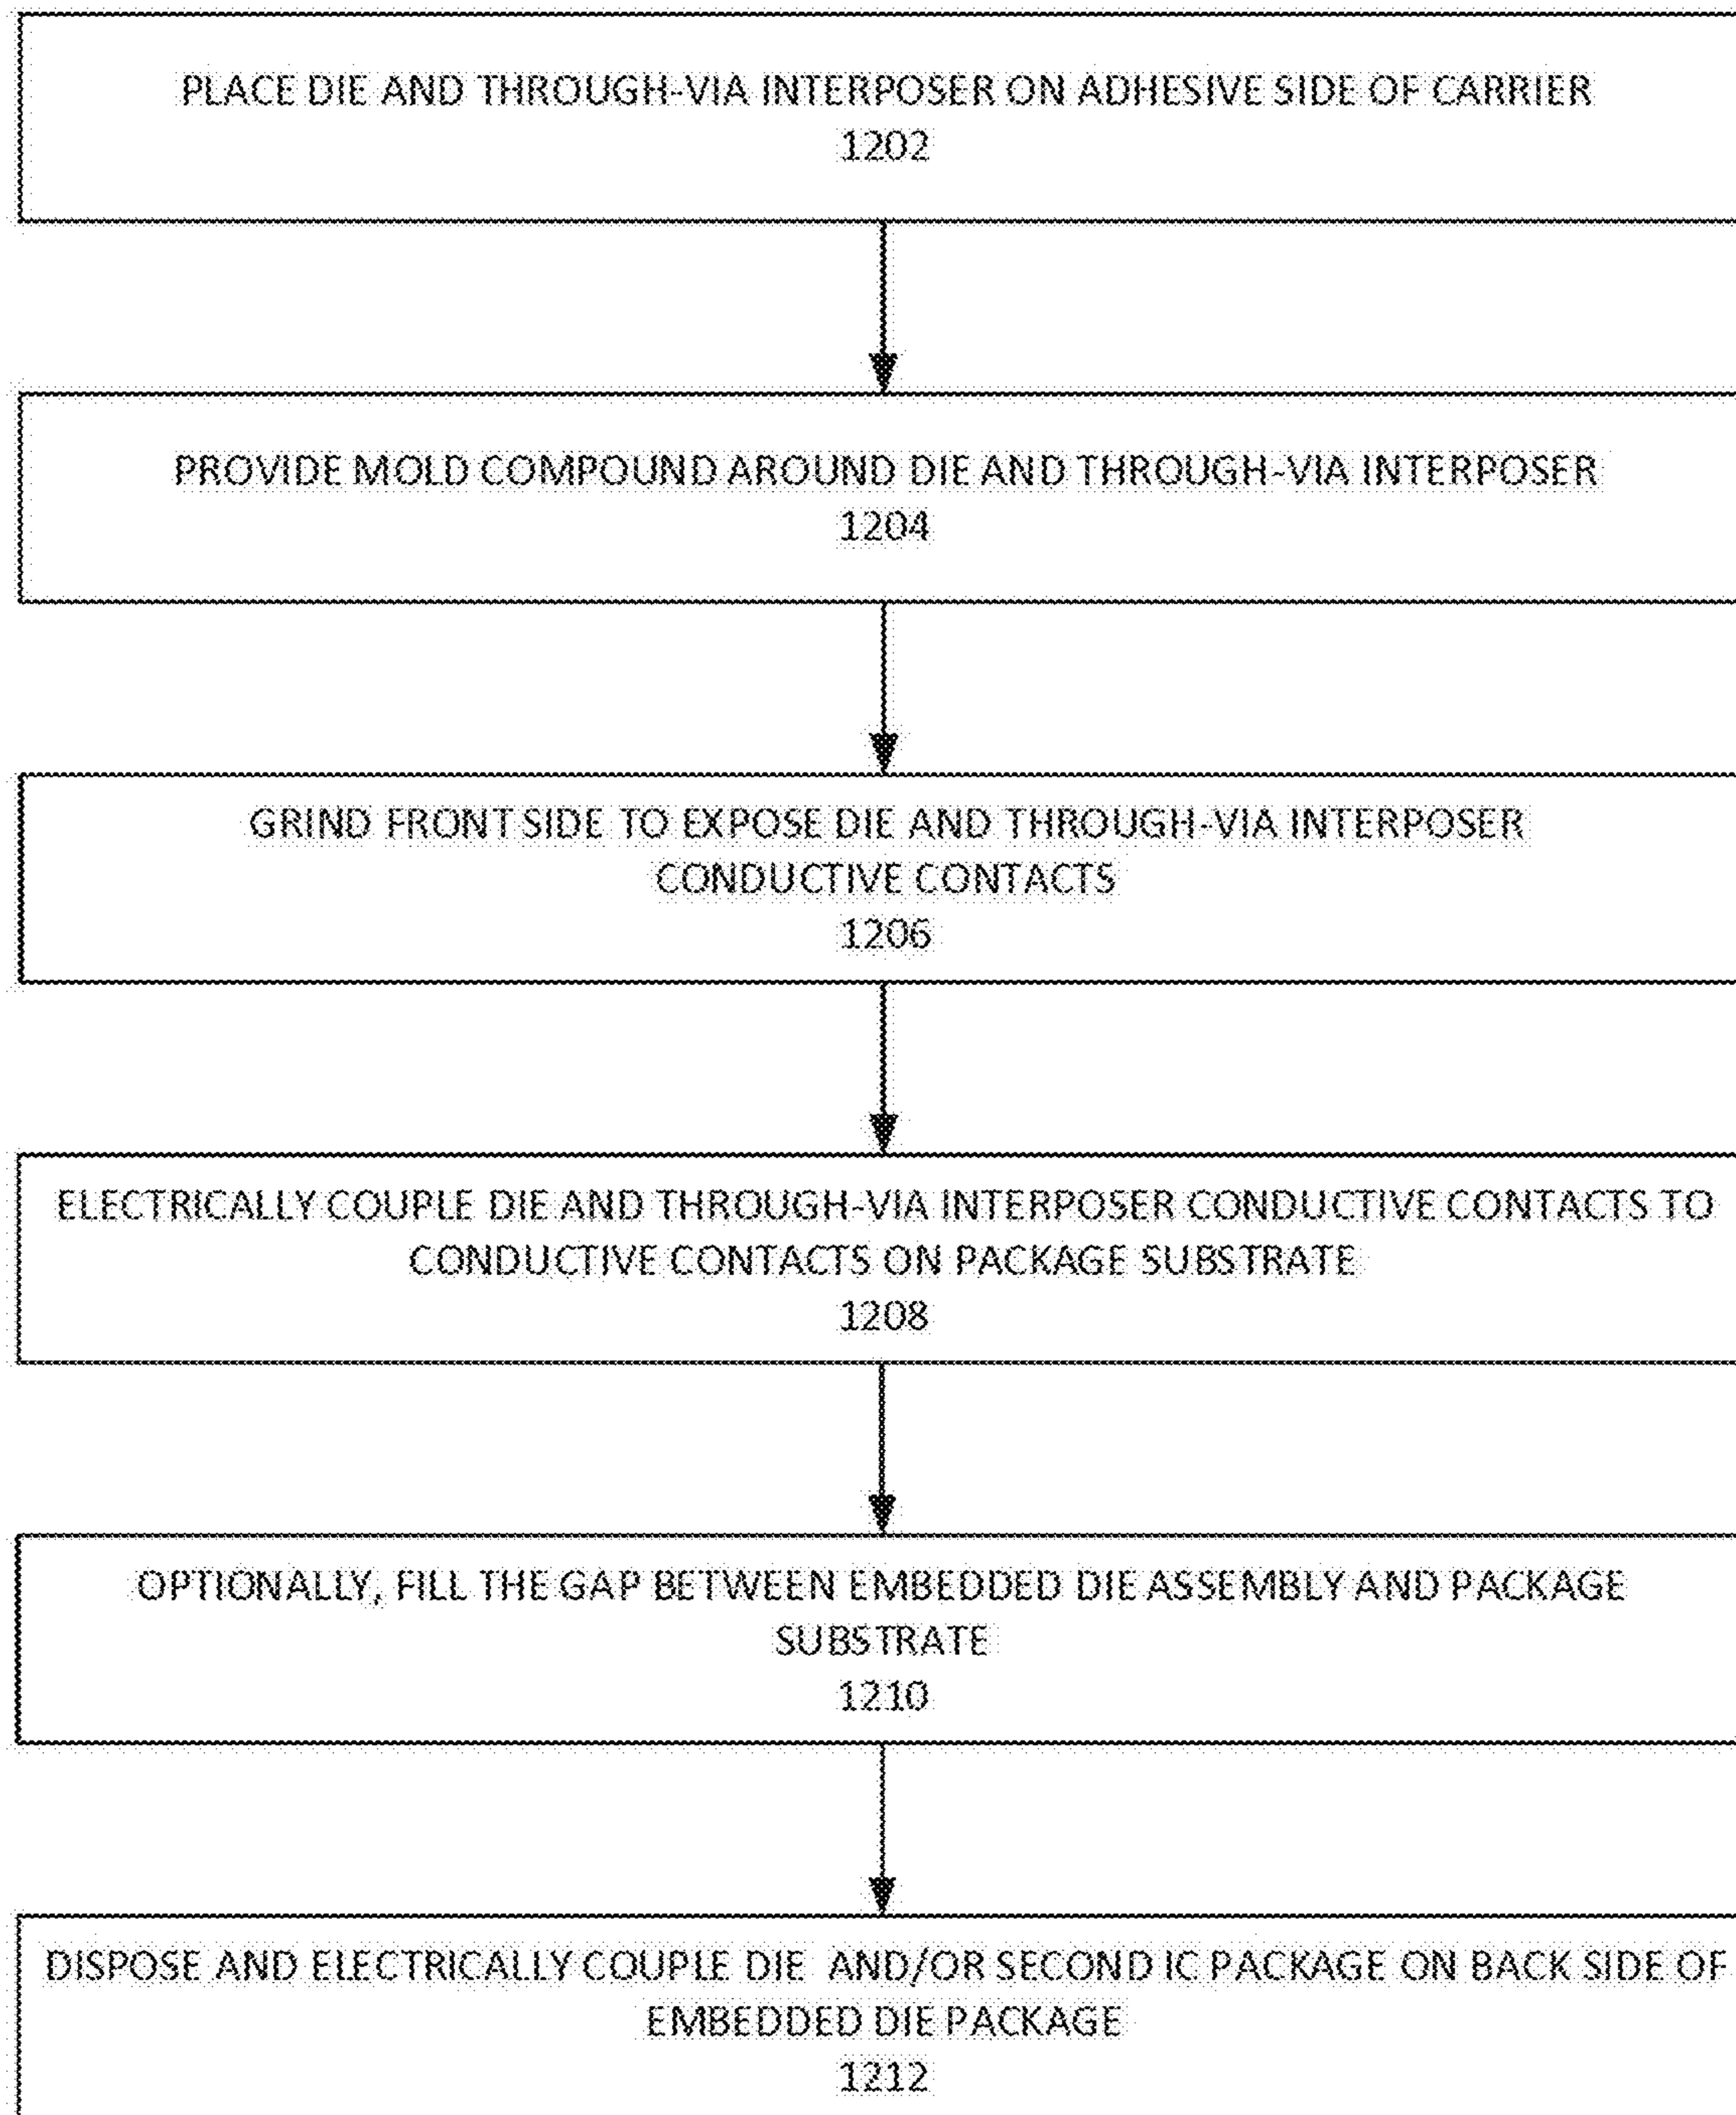 PLACE DIE AND THROUGH-VIA INTERPOSER ON ADHESIVE SIDE OF CARRIER
1202
PROVIDE MOLD COMPOUND AROUND DIE AND THROUGH-VIA INTERPOSER
1204
GRIND FRONT SIDE TO EXPOSE DIE AND THROUGH-VIA INTERPOSER
CONDUCTIVE CONTACTS
1206
ELECTRICALLY COUPLE DIE AND THROUGH-VIA INTERPOSER CONDUCTIVE CONTACTS TO
CONDUCTIVE CONTACTS ON PACKAGE SUBSTRATE
1208
OPTIONALLY, FILL THE GAP BETWEEN EMBEDDED DIE ASSEMBLY AND PACKAGE
SUBSTRATE
1210
DISPOSE AND ELECTRICALLY COUPLE DIE AND/OR SECOND IC PACKAGE ON BACK SIDE OF
EMBEDDED DIE PACKAGE
1212